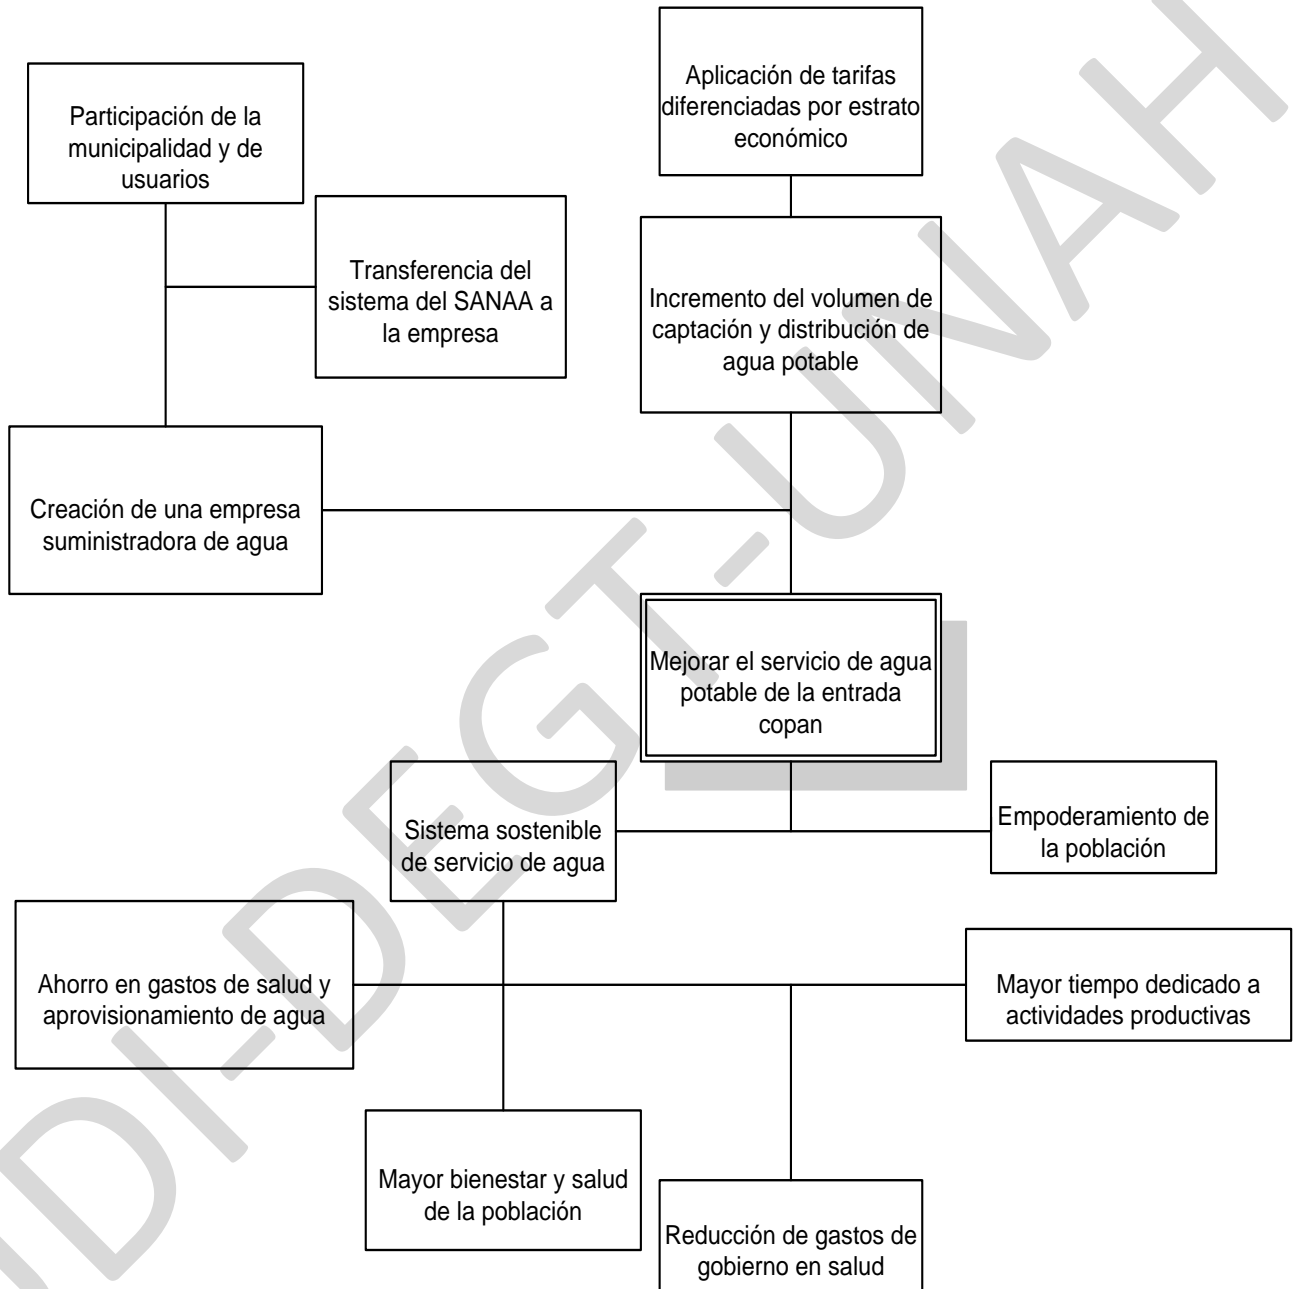 Aplicación de tarifas
diferenciadas por estrato
económico
Participación de la
municipalidad y de
usuarios
Transferencia del
sistema del SANAA a
la empresa
Incremento del volumen de
captación y distribución de
agua potable
Creación de una empresa
suministradora de agua
Mejorar el servicio de agua
potable de la entrada
copan
Sistema sostenible
de servicio de agua
Empoderamiento de
la población
Ahorro en gastos de salud y
aprovisionamiento de agua
Mayor tiempo dedicado a
actividades productivas
Mayor bienestar y salud
de la población
Reducción de gastos de
gobierno en salud
DI-DEGT-UNAH